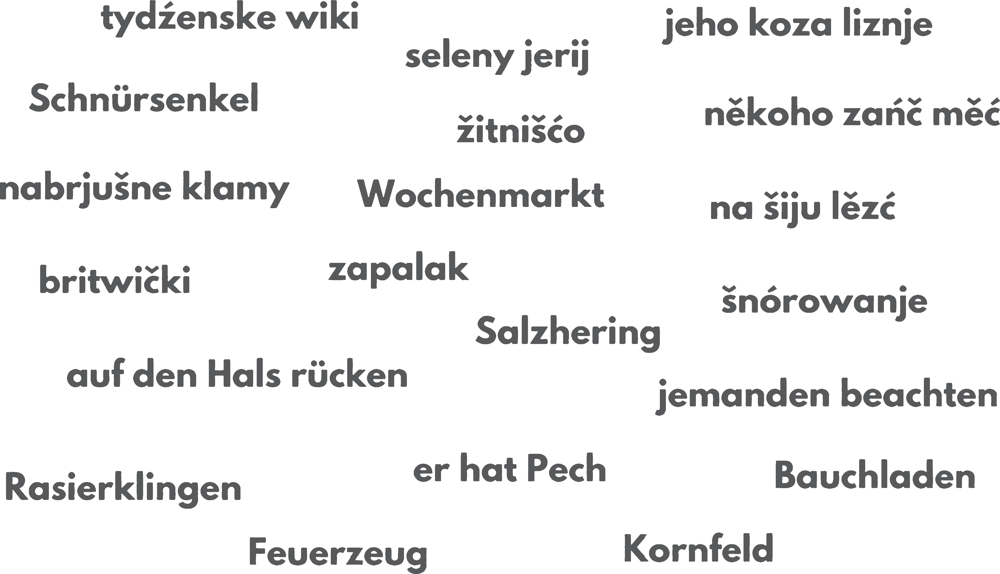 tydźenske wiki
jeho koza liznje
seleny jerij
Schnürsenkel
někoho zańč měć
žitnišćo
nabrjušne klamy
Wochenmarkt
na šiju lězć
zapalak
britwički
šnórowanje
Salzhering
auf den Hals rücken
jemanden beachten
er hat Pech
Bauchladen
Rasierklingen
Kornfeld
Feuerzeug